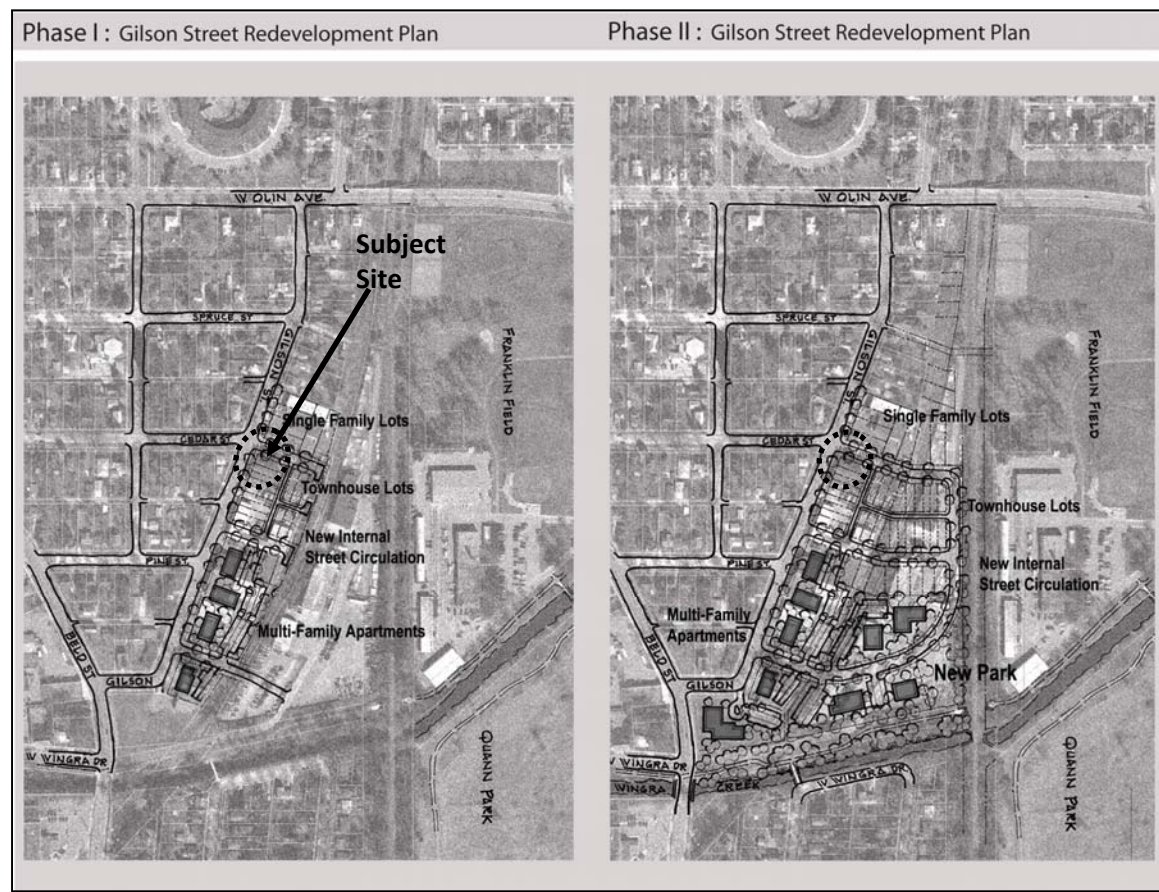 Phase I : Gilson Street Redevelopment Plan
W. OLIN AVE.
Subject
Site
SPRUCE ST
GILSON ST
FRANKLIN FIELD
Single Family Lots
CEDAR ST
Townhouse Lots
New Internal
Street Circulation
PINE ST
Multi-Family Apartments
BELD ST
GILSON
W WINGRA DR
QUANN PARK
Phase II : Gilson Street Redevelopment Plan
W. OLIN AVE.
SPRUCE ST
GILSON ST
FRANKLIN FIELD
Single Family Lots
CEDAR ST
Townhouse Lots
New Internal
Street Circulation
PINE ST
Multi-Family
Apartments
BELD ST
New Park
GILSON
W WINGRA DR
WINGRA CREEK
W WINGRA DR
QUANN PARK